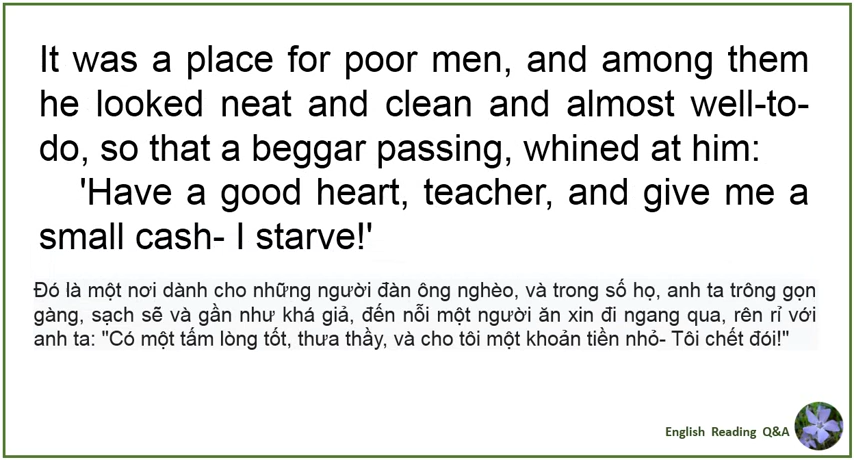 It was a place for poor men, and among them
he looked neat and clean and almost well-to-
do, so that a beggar passing, whined at him:
'Have a good heart, teacher, and give me a
small cash- I starve!'
Đó là một nơi dành cho những người đàn ông nghèo, và trong số họ, anh ta trông gọn
gàng, sạch sẽ và gần như khá giả, đến nỗi một người ăn xin đi ngang qua, rên rỉ với
anh ta: "Có một tấm lòng tốt, thưa thầy, và cho tôi một khoản tiền nhỏ- Tôi chết đói!"
English Reading Q&A